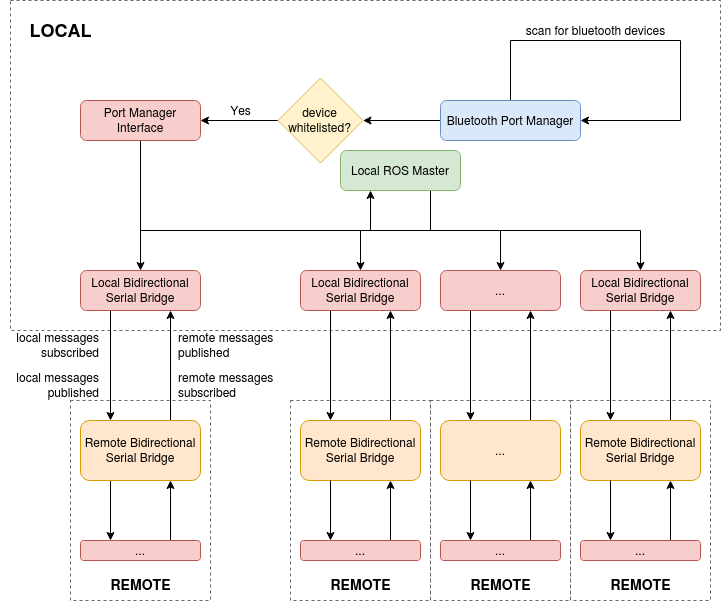 LOCAL
scan for bluetooth devices
Port Manager
Interface
Yes
device
whitelisted?
Bluetooth Port Manager
Local ROS Master
Local Bidirectional
Serial Bridge
Local Bidirectional
Serial Bridge
...
Local Bidirectional
Serial Bridge
local messages
subscribed
remote messages
published
local messages
published
remote messages
subscribed
Remote Bidirectional
Serial Bridge
Remote Bidirectional
Serial Bridge
...
Remote Bidirectional
Serial Bridge
...
...
...
...
REMOTE
REMOTE
REMOTE
REMOTE